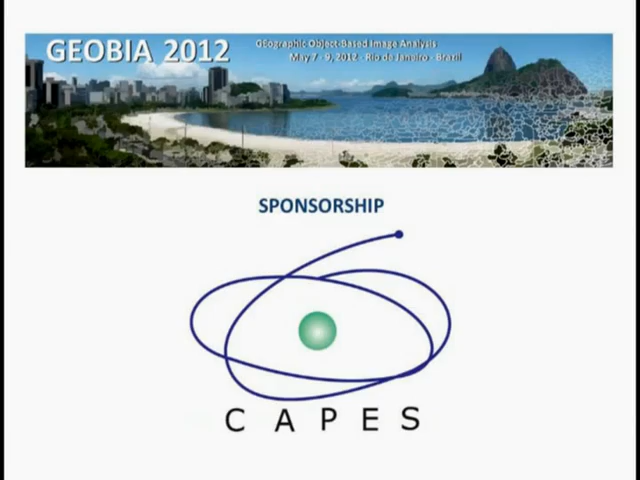 GEOBIA 2012
GEographic Object-Based Image Analysis
May 7 - 9, 2012 - Rio de Janeiro - Brazil
SPONSORSHIP
CAPES